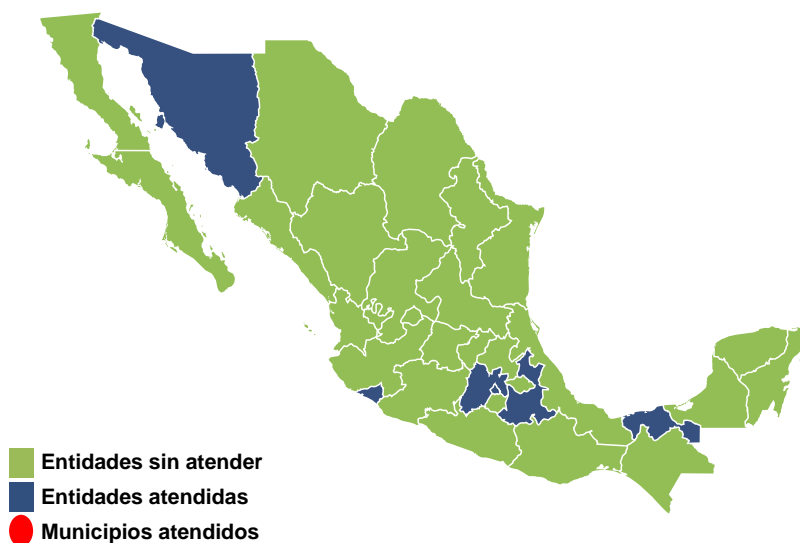 Entidades sin atender
Entidades atendidas
Municipios atendidos